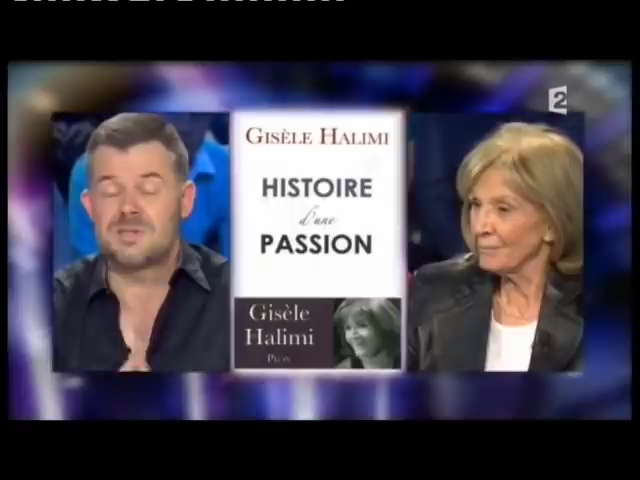 2
GISÈLE HALIMI
HISTOIRE
d'une
PASSION
Gisèle
Halimi
PLON